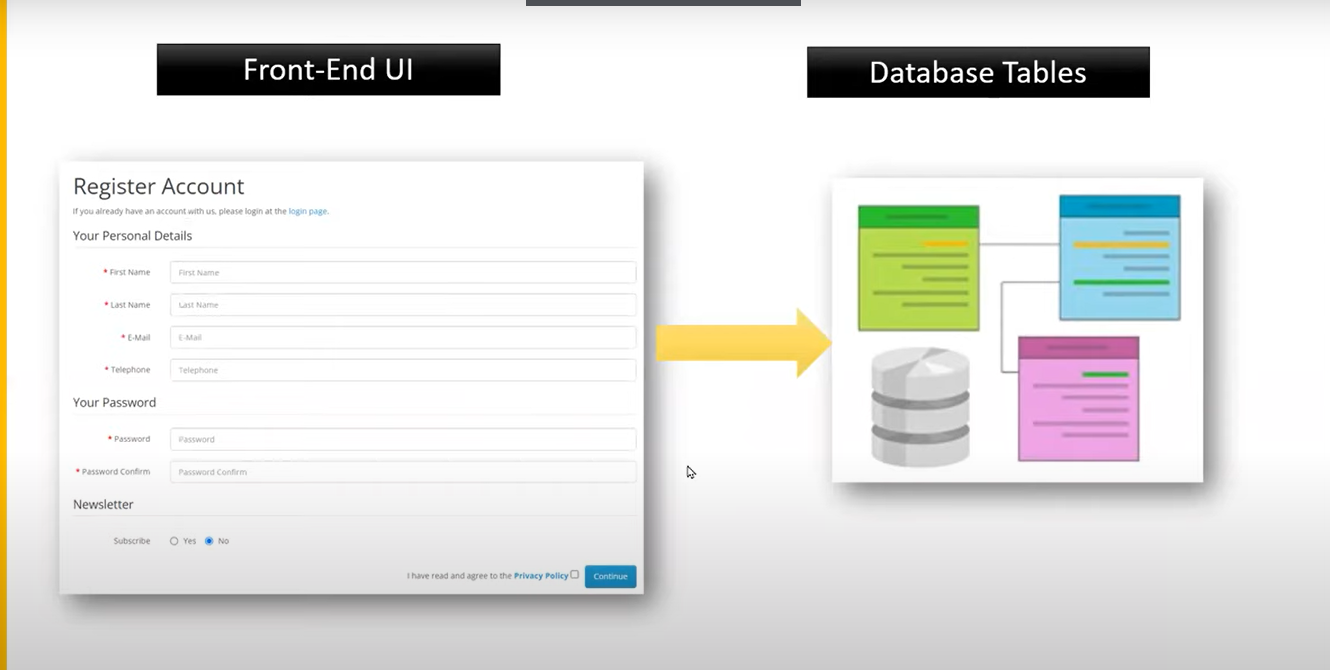 Front-End UI
Database Tables
Register Account
If you already have an account with us, please login at the login page.
Your Personal Details
* First Name
First Name
* Last Name
Last Name
* E-Mail
E-Mail
* Telephone
Telephone
Your Password
* Password
Password
* Password Confirm
Password Confirm
Newsletter
Subscribe Yes No
I have read and agree to the Privacy Policy Continue